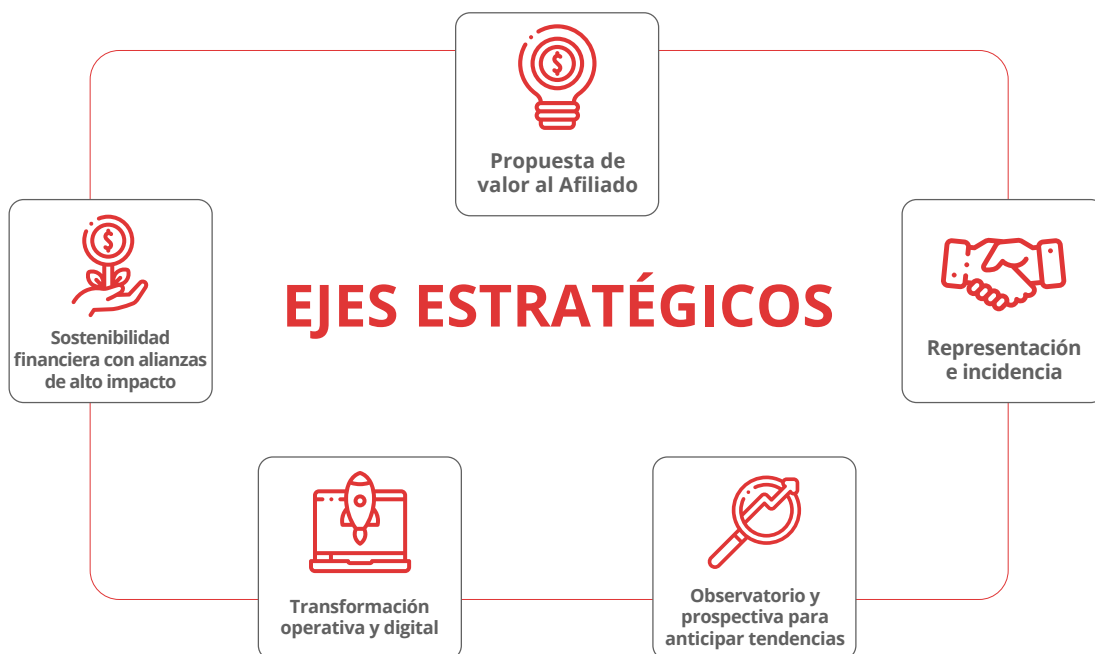 $
Propuesta de
valor al Afiliado
$
Sostenibilidad
financiera con alianzas
de alto impacto
EJES ESTRATÉGICOS
Representación
e incidencia
Transformación
operativa y digital
Observatorio y
prospectiva para
anticipar tendencias